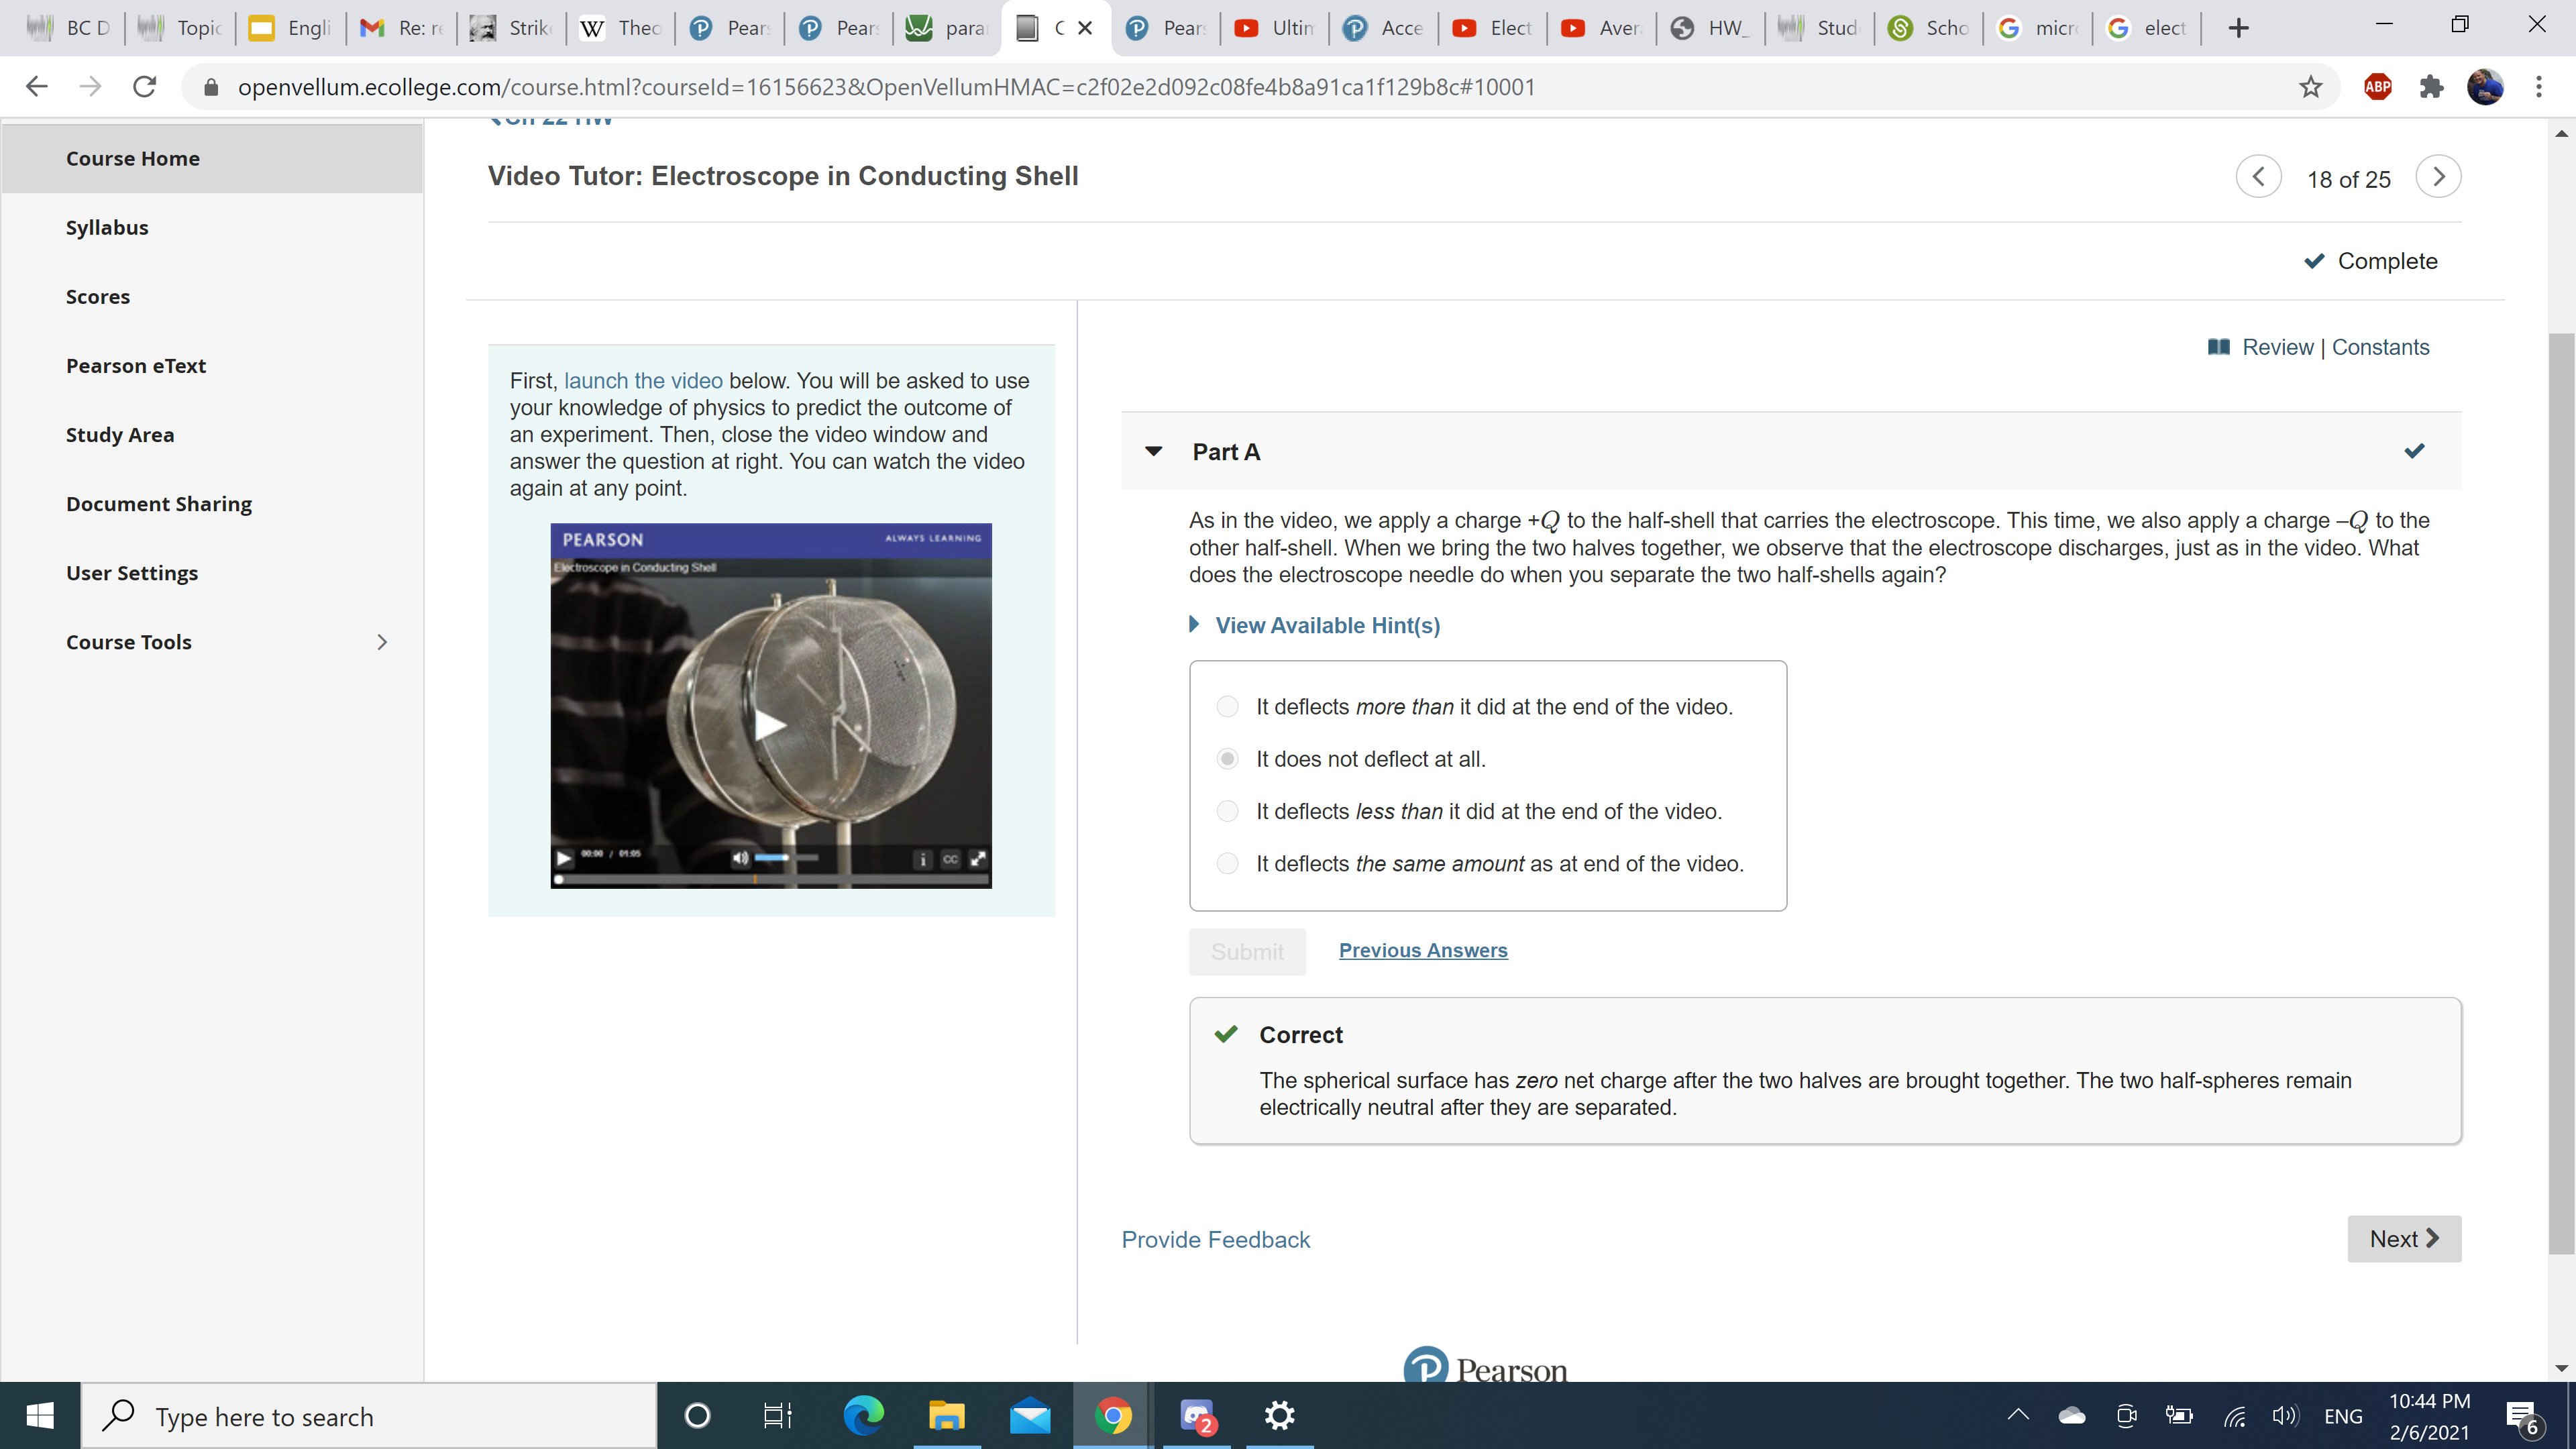 BC D
Topic
Engli
Re: re
Strik
Theo
Pears
Pears
para
C
Pears
Ultin
Acce
Elect
Aver
HW_
Stud
Scho
micr
elect
openvellum.ecollege.com/course.html?courseId=16156623&OpenVellumHMAC=c2f02e2d092c08fe4b8a91ca1f129b8c#10001
ABP
Course Home
Syllabus
Scores
Pearson eText
Study Area
Document Sharing
User Settings
Course Tools
Ch 22 HW
Video Tutor: Electroscope in Conducting Shell
18 of 25
Complete
First, launch the video below. You will be asked to use
your knowledge of physics to predict the outcome of
an experiment. Then, close the video window and
answer the question at right. You can watch the video
again at any point.
PEARSON
ALWAYS LEARNING
Electroscope in Conducting Shell
00:00 / 01:05
i
CC
Review | Constants
Part A
As in the video, we apply a charge +Q to the half-shell that carries the electroscope. This time, we also apply a charge –Q to the
other half-shell. When we bring the two halves together, we observe that the electroscope discharges, just as in the video. What
does the electroscope needle do when you separate the two half-shells again?
View Available Hint(s)
It deflects more than it did at the end of the video.
It does not deflect at all.
It deflects less than it did at the end of the video.
It deflects the same amount as at end of the video.
Submit
Previous Answers
Correct
The spherical surface has zero net charge after the two halves are brought together. The two half-spheres remain
electrically neutral after they are separated.
Provide Feedback
Next
P Pearson
Type here to search
2
ENG
10:44 PM
2/6/2021
6